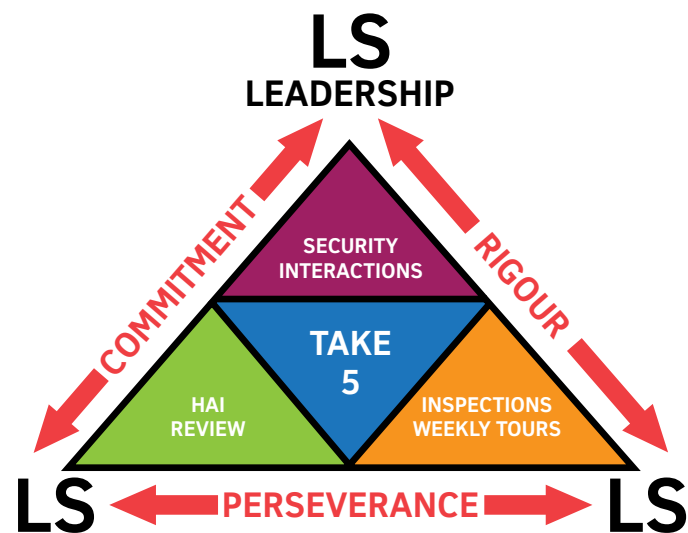 LS
LEADERSHIP
COMMITMENT
RIGOUR
SECURITY
INTERACTIONS
TAKE
5
HAI
REVIEW
INSPECTIONS
WEEKLY TOURS
LS
PERSEVERANCE
LS